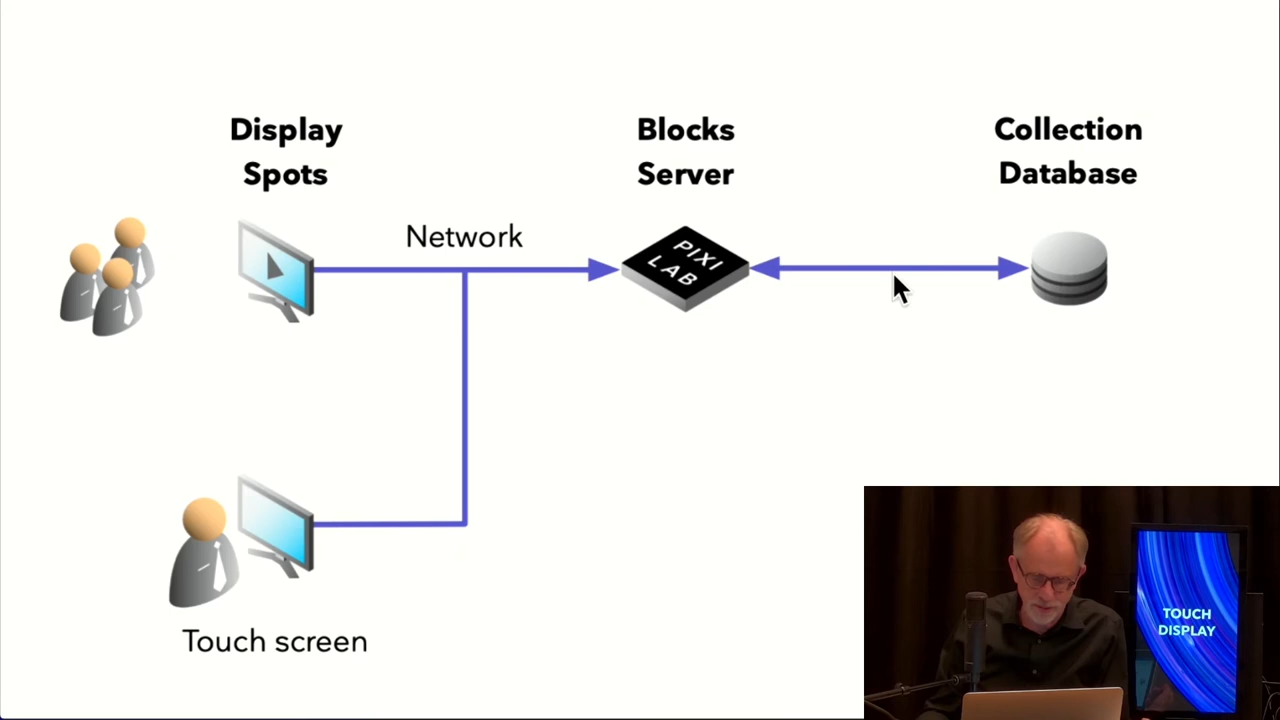 Display
Spots
Blocks
Server
Collection
Database
Network
PIXI
LAB
Touch screen
TOUCH
DISPLAY